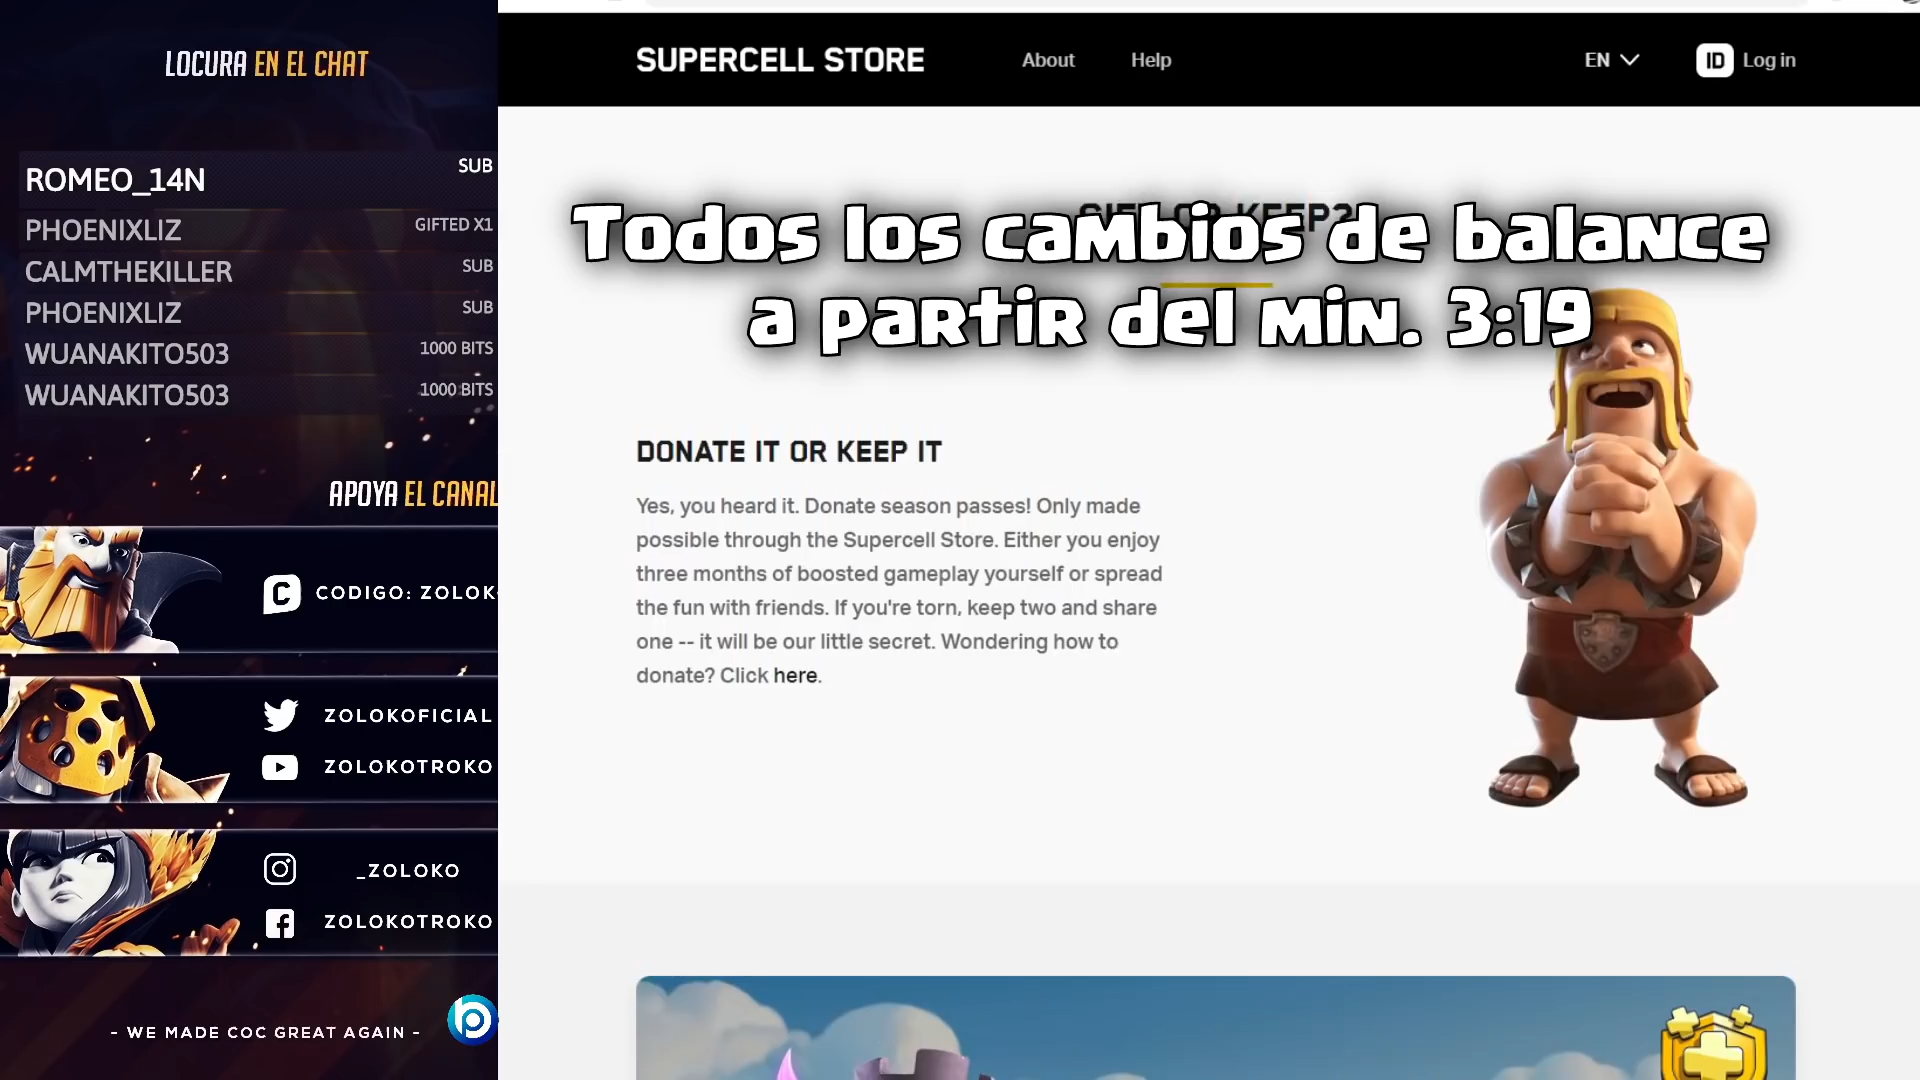 LOCURA EN EL CHAT
ROMEO_14N SUB
PHOENIXLIZ GIFTED X1
CALMTHEKILLER SUB
PHOENIXLIZ SUB
WUANAKITO503 1000 BITS
WUANAKITO503 1000 BITS
APOYA EL CANAL
C CODIGO: ZOLOK
ZOLOKOFICIAL
ZOLOKOTROKO
_ZOLOKO
ZOLOKOTROKO
- WE MADE COC GREAT AGAIN -
SUPERCELL STORE About Help EN ID Log in
GIFT OR KEEP?
Todos los cambios de balance
a partir del min. 3:19
DONATE IT OR KEEP IT
Yes, you heard it. Donate season passes! Only made
possible through the Supercell Store. Either you enjoy
three months of boosted gameplay yourself or spread
the fun with friends. If you're torn, keep two and share
one -- it will be our little secret. Wondering how to
donate? Click here.